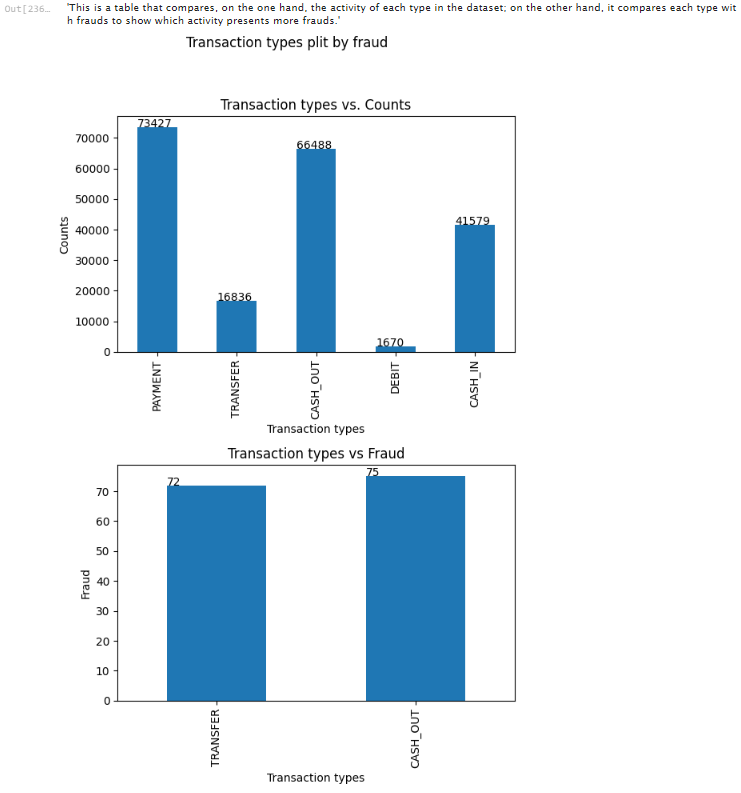 Out[236…
'This is a table that compares, on the one hand, the activity of each type in the dataset; on the other hand, it compares each type wit
h frauds to show which activity presents more frauds.'
Transaction types plit by fraud
Transaction types vs. Counts
73427
16836
66488
1670
41579
70000
60000
50000
40000
30000
20000
10000
0
Counts
PAYMENT
TRANSFER
CASH_OUT
DEBIT
CASH_IN
Transaction types
Transaction types vs Fraud
72
75
70
60
50
40
30
20
10
0
Fraud
TRANSFER
CASH_OUT
Transaction types